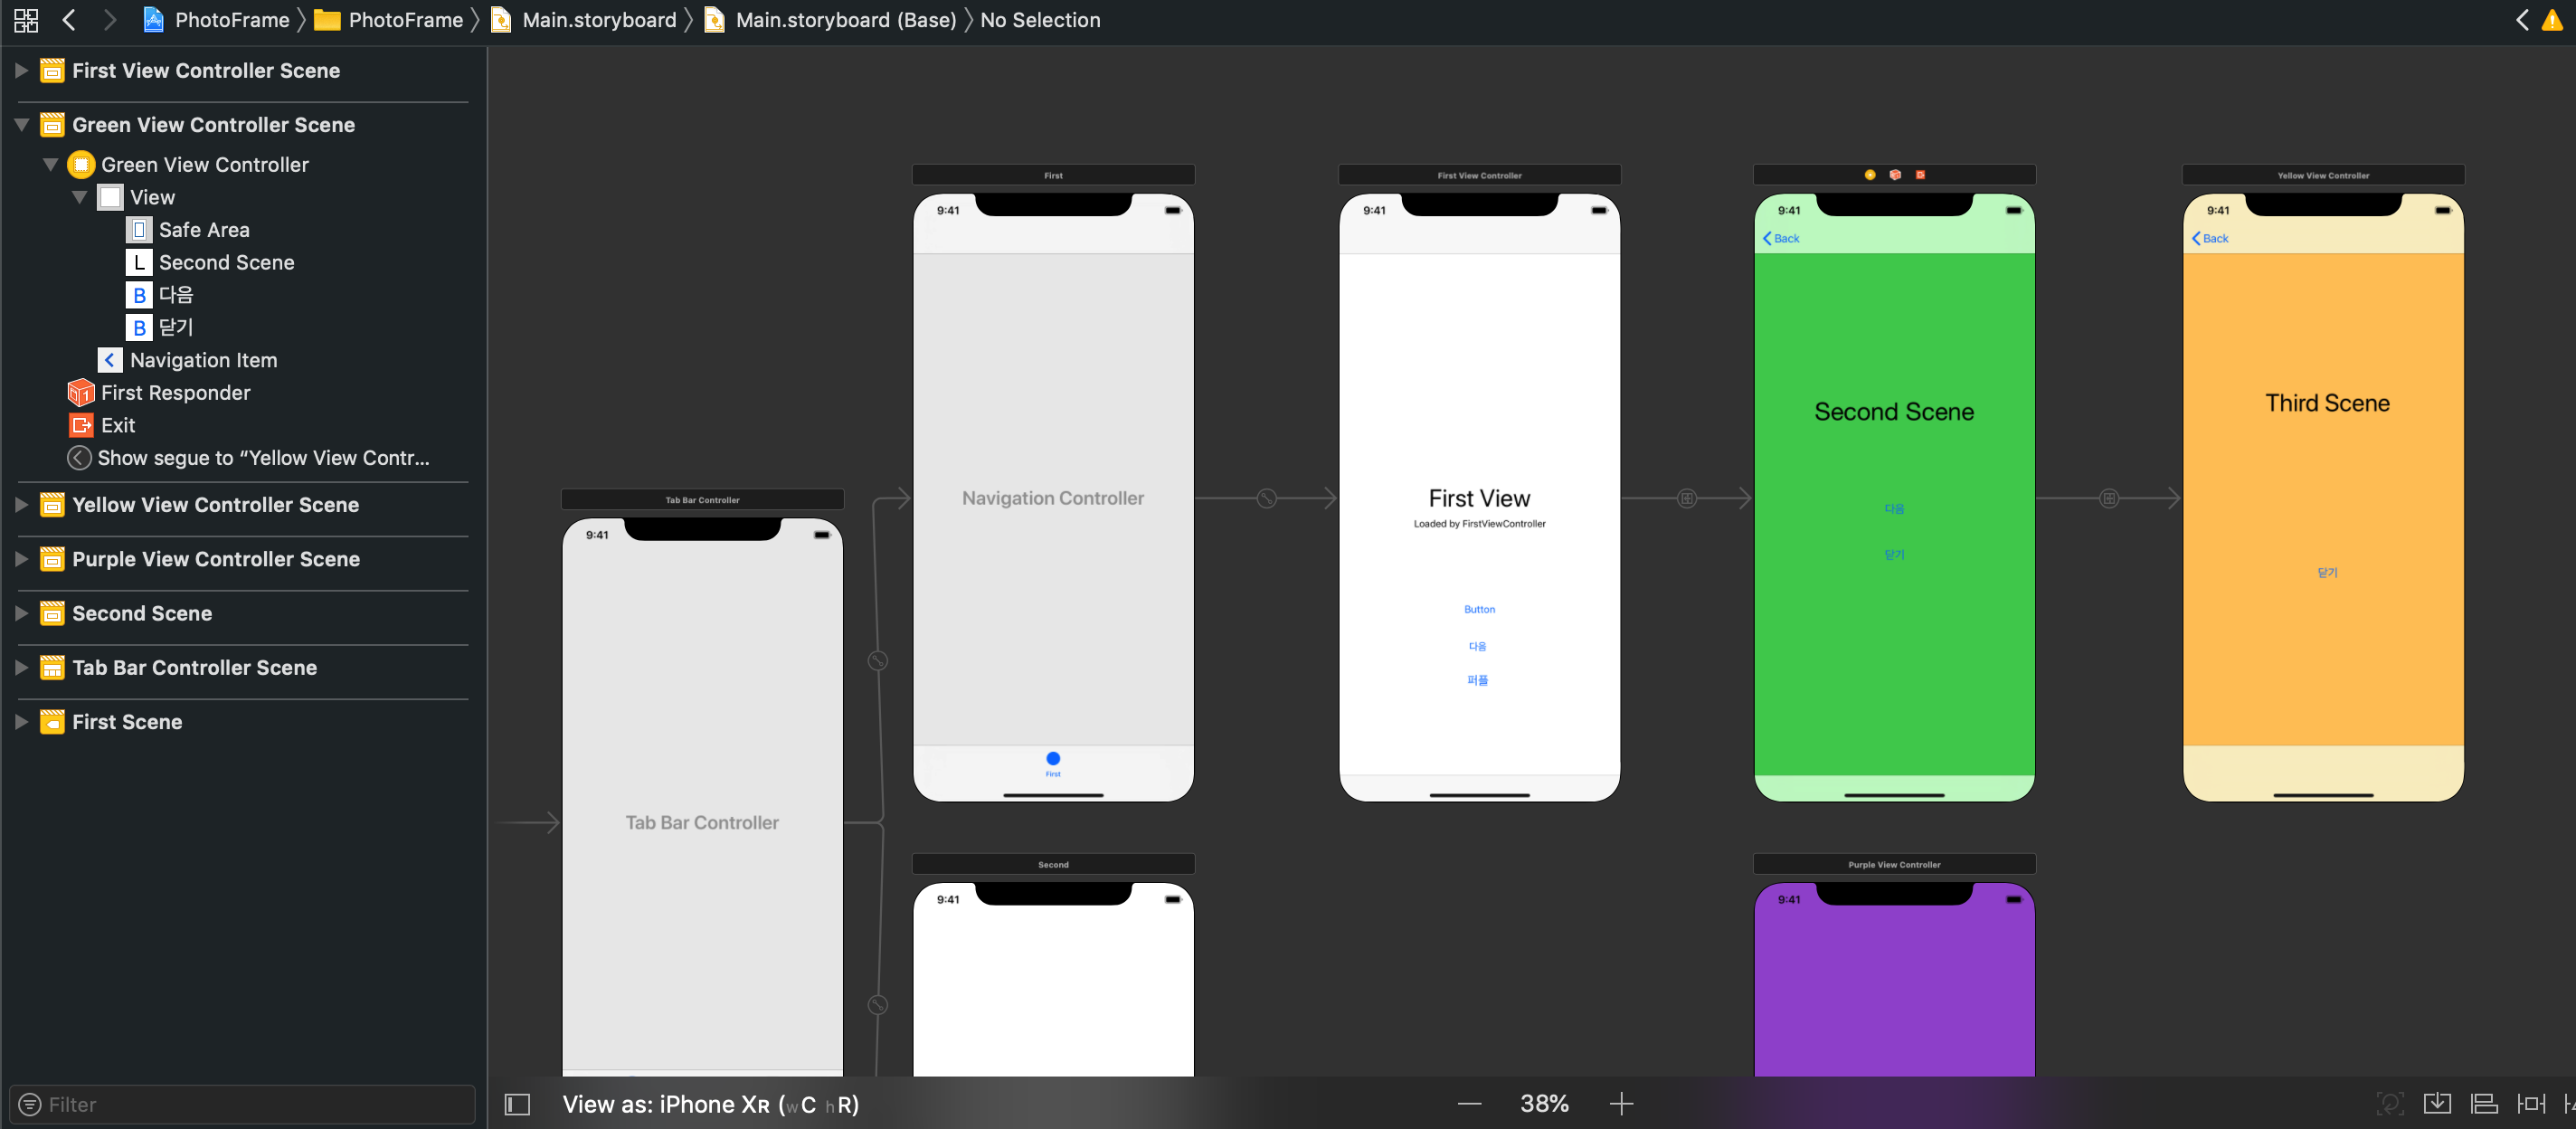 PhotoFrame PhotoFrame Main.storyboard Main.storyboard (Base) No Selection
First View Controller Scene
Green View Controller Scene
Green View Controller
View
Safe Area
L Second Scene
B 다음
B 닫기
Navigation Item
First Responder
Exit
Show segue to “Yellow View Contr...
Yellow View Controller Scene
Purple View Controller Scene
Second Scene
Tab Bar Controller Scene
First Scene
Filter
Tab Bar Controller
9:41
Tab Bar Controller
First
9:41
Navigation Controller
First
First View Controller
9:41
First View
Loaded by FirstViewController
Button
다음
퍼플
9:41
Back
Second Scene
다음
닫기
Yellow View Controller
9:41
Back
Third Scene
닫기
Second
9:41
Purple View Controller
9:41
View as: iPhone XR (wC hR)
38%